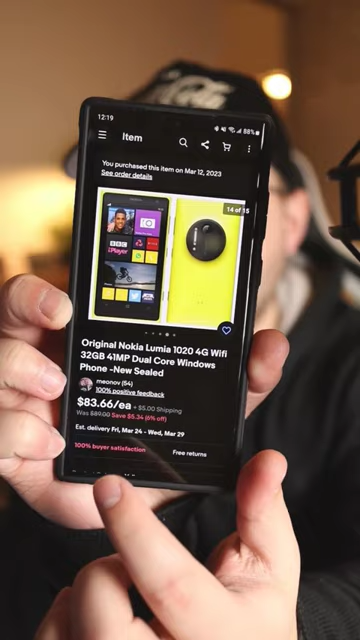 12:19
88%
Item
You purchased this item on Mar 12, 2023
See order details
14 of 15
BBC
iPlayer
Original Nokia Lumia 1020 4G Wifi
32GB 41MP Dual Core Windows
Phone -New Sealed
meonov (54)
100% positive feedback
$83.66/ea + $5.00 Shipping
Was $89.00 Save $5.34 (6% off)
Est. delivery Fri, Mar 24 - Wed, Mar 29
100% buyer satisfaction
Free returns